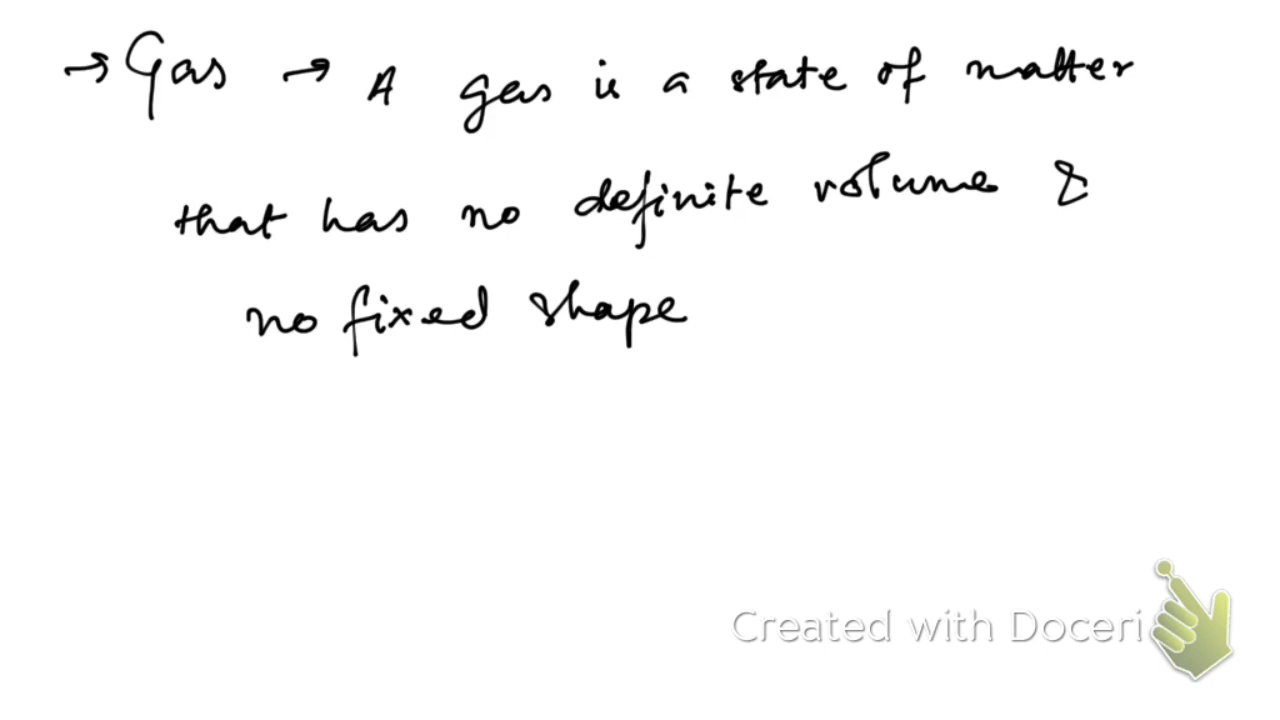 → Gas → A gas is a state of matter
that has no definite volume &
no fixed shape
Created with Doceri